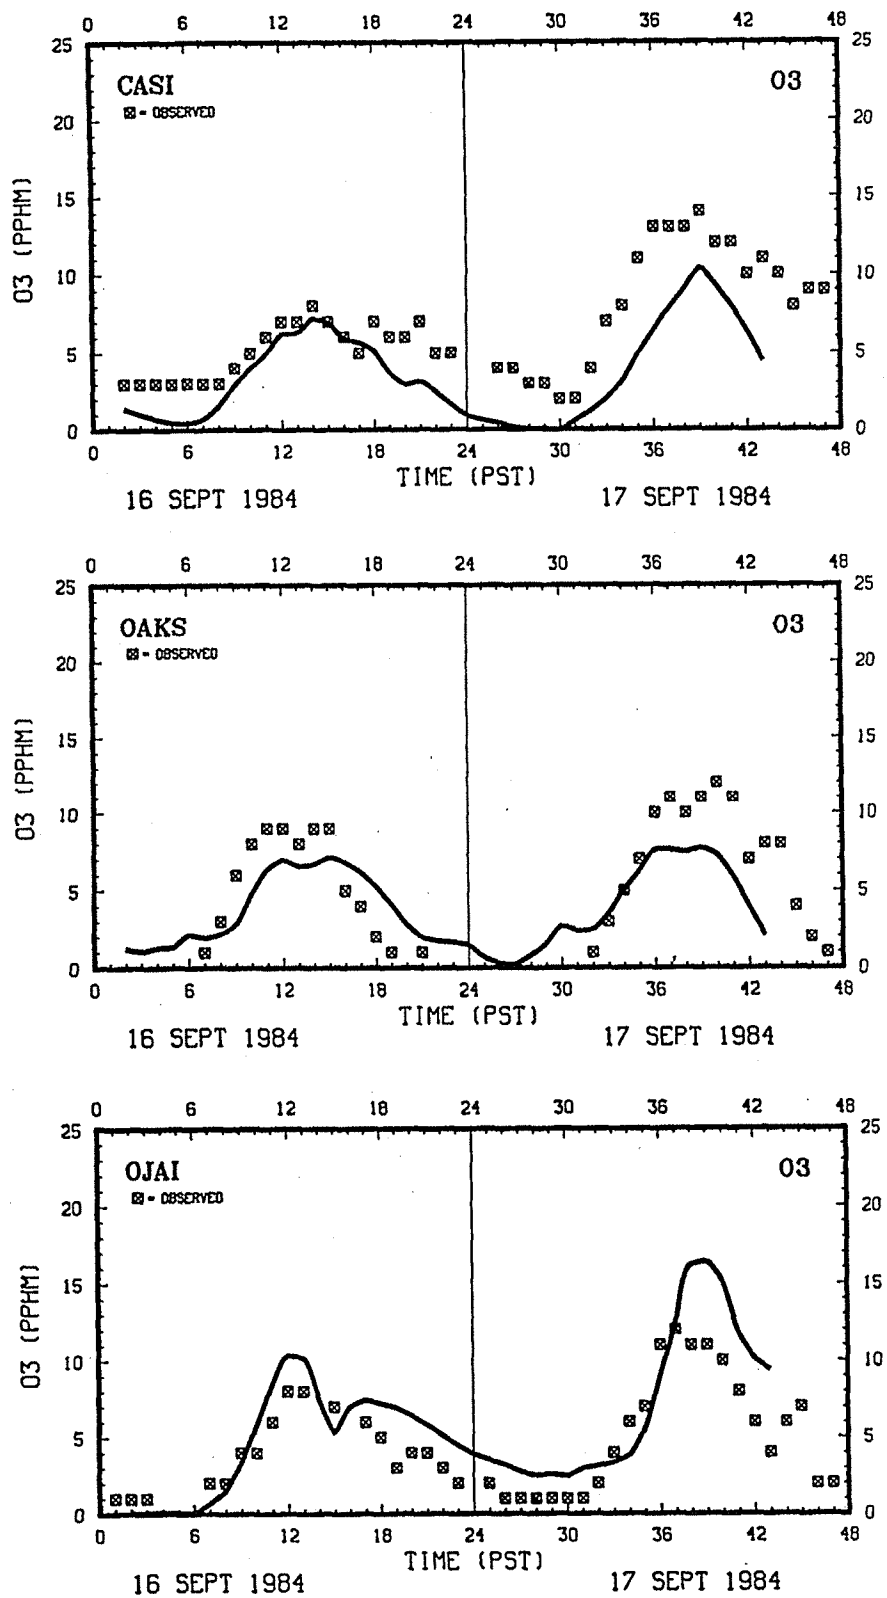 0 6 12 18 24 30 36 42 48
25 25
CASI O3
⊠ - OBSERVED
20 20
15 15
O3 (PPHM)
10 10
5 5
0 0
0 6 12 18 24 30 36 42 48
TIME (PST)
16 SEPT 1984 17 SEPT 1984
0 6 12 18 24 30 36 42 48
25 25
OAKS O3
⊠ - OBSERVED
20 20
15 15
O3 (PPHM)
10 10
5 5
0 0
0 6 12 18 24 30 36 42 48
TIME (PST)
16 SEPT 1984 17 SEPT 1984
0 6 12 18 24 30 36 42 48
25 25
OJAI O3
⊠ - OBSERVED
20 20
15 15
O3 (PPHM)
10 10
5 5
0 0
0 6 12 18 24 30 36 42 48
TIME (PST)
16 SEPT 1984 17 SEPT 1984